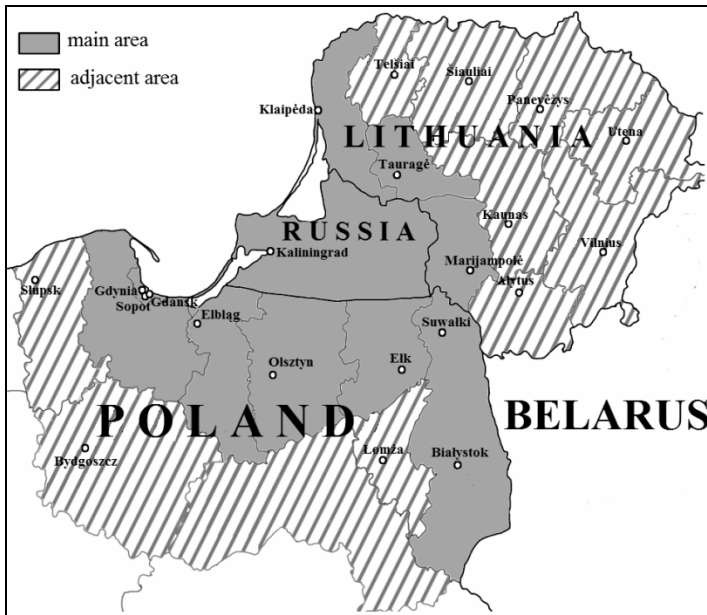 main area
adjacent area
Telšiai
Šiauliai
Panevėžys
Klaipėda
LITHUANIA
Utena
Tauragė
Kaunas
RUSSIA
Kaliningrad
Vilnius
Marijampolė
Alytus
Słupsk
Gdynia
Gdańsk
Sopot
Elbląg
Suwałki
Olsztyn
Ełk
POLAND
BELARUS
Bydgoszcz
Łomża
Białystok